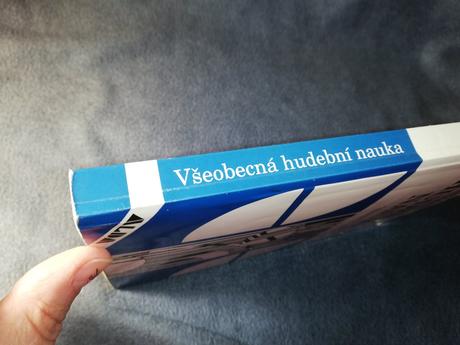 Všeobecná hudební nauka